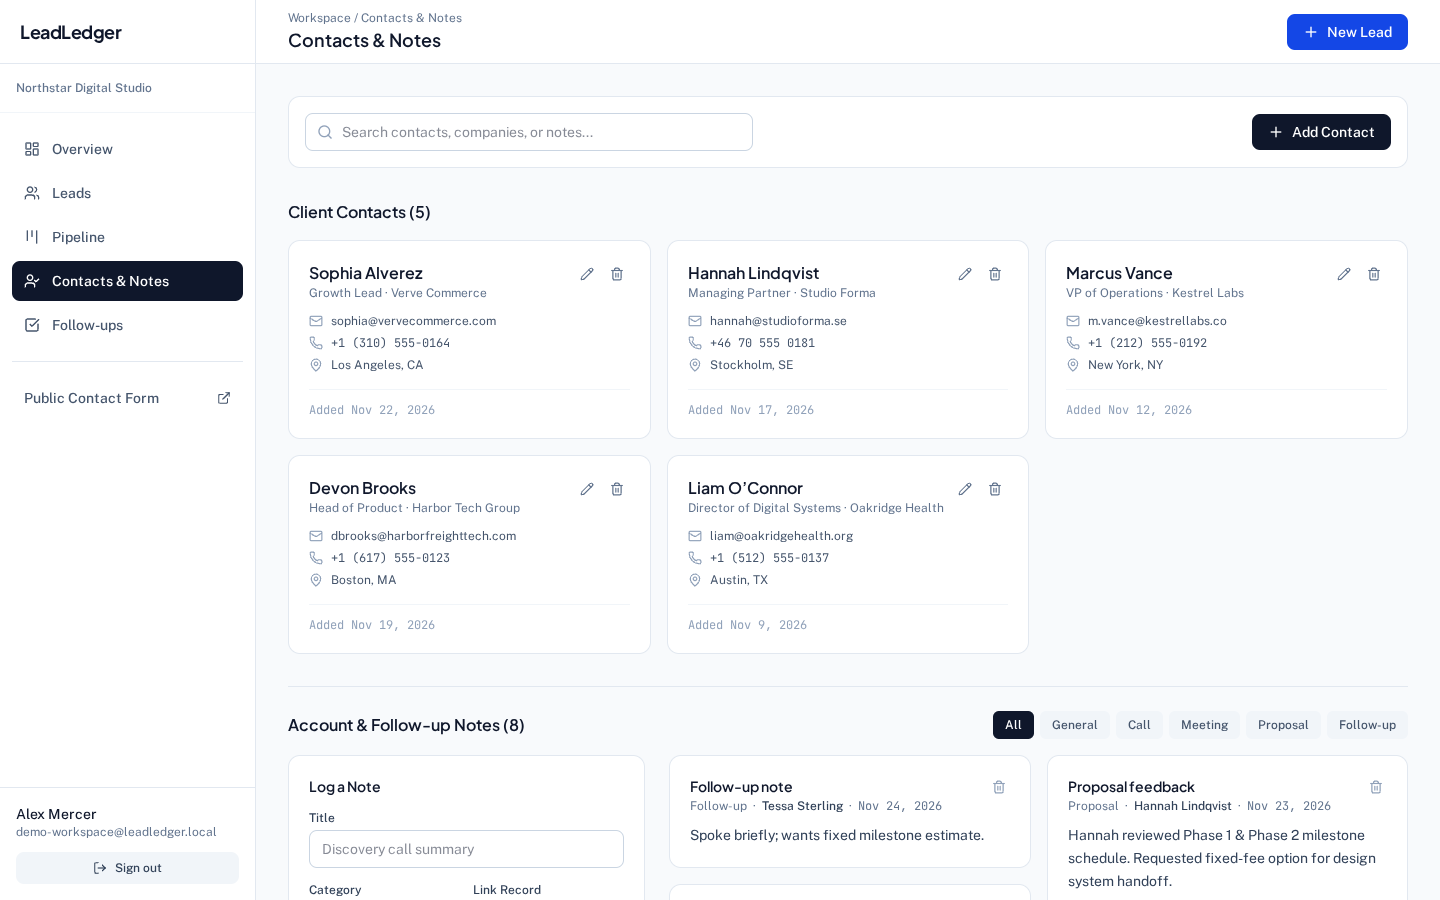 LeadLedger
Northstar Digital Studio
Overview
Leads
Pipeline
Contacts & Notes
Follow-ups
Public Contact Form
Alex Mercer
demo-workspace@leadledger.local
Sign out
Workspace / Contacts & Notes
Contacts & Notes
New Lead
Search contacts, companies, or notes...
Add Contact
Client Contacts (5)
Sophia Alverez
Growth Lead · Verve Commerce
sophia@vervecommerce.com
+1 (310) 555-0164
Los Angeles, CA
Added Nov 22, 2026
Hannah Lindqvist
Managing Partner · Studio Forma
hannah@studioforma.se
+46 70 555 0181
Stockholm, SE
Added Nov 17, 2026
Marcus Vance
VP of Operations · Kestrel Labs
m.vance@kestrellabs.co
+1 (212) 555-0192
New York, NY
Added Nov 12, 2026
Devon Brooks
Head of Product · Harbor Tech Group
dbrooks@harborfreighttech.com
+1 (617) 555-0123
Boston, MA
Added Nov 19, 2026
Liam O’Connor
Director of Digital Systems · Oakridge Health
liam@oakridgehealth.org
+1 (512) 555-0137
Austin, TX
Added Nov 9, 2026
Account & Follow-up Notes (8)
All
General
Call
Meeting
Proposal
Follow-up
Log a Note
Title
Discovery call summary
Category
Link Record
Follow-up note
Follow-up · Tessa Sterling · Nov 24, 2026
Spoke briefly; wants fixed milestone estimate.
Proposal feedback
Proposal · Hannah Lindqvist · Nov 23, 2026
Hannah reviewed Phase 1 & Phase 2 milestone
schedule. Requested fixed-fee option for design
system handoff.